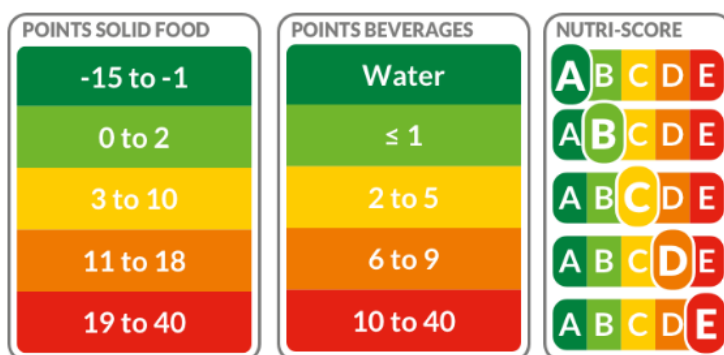 POINTS SOLID FOOD
-15 to -1
0 to 2
3 to 10
11 to 18
19 to 40
POINTS BEVERAGES
Water
≤ 1
2 to 5
6 to 9
10 to 40
NUTRI-SCORE
A B C D E
A B C D E
A B C D E
A B C D E
A B C D E